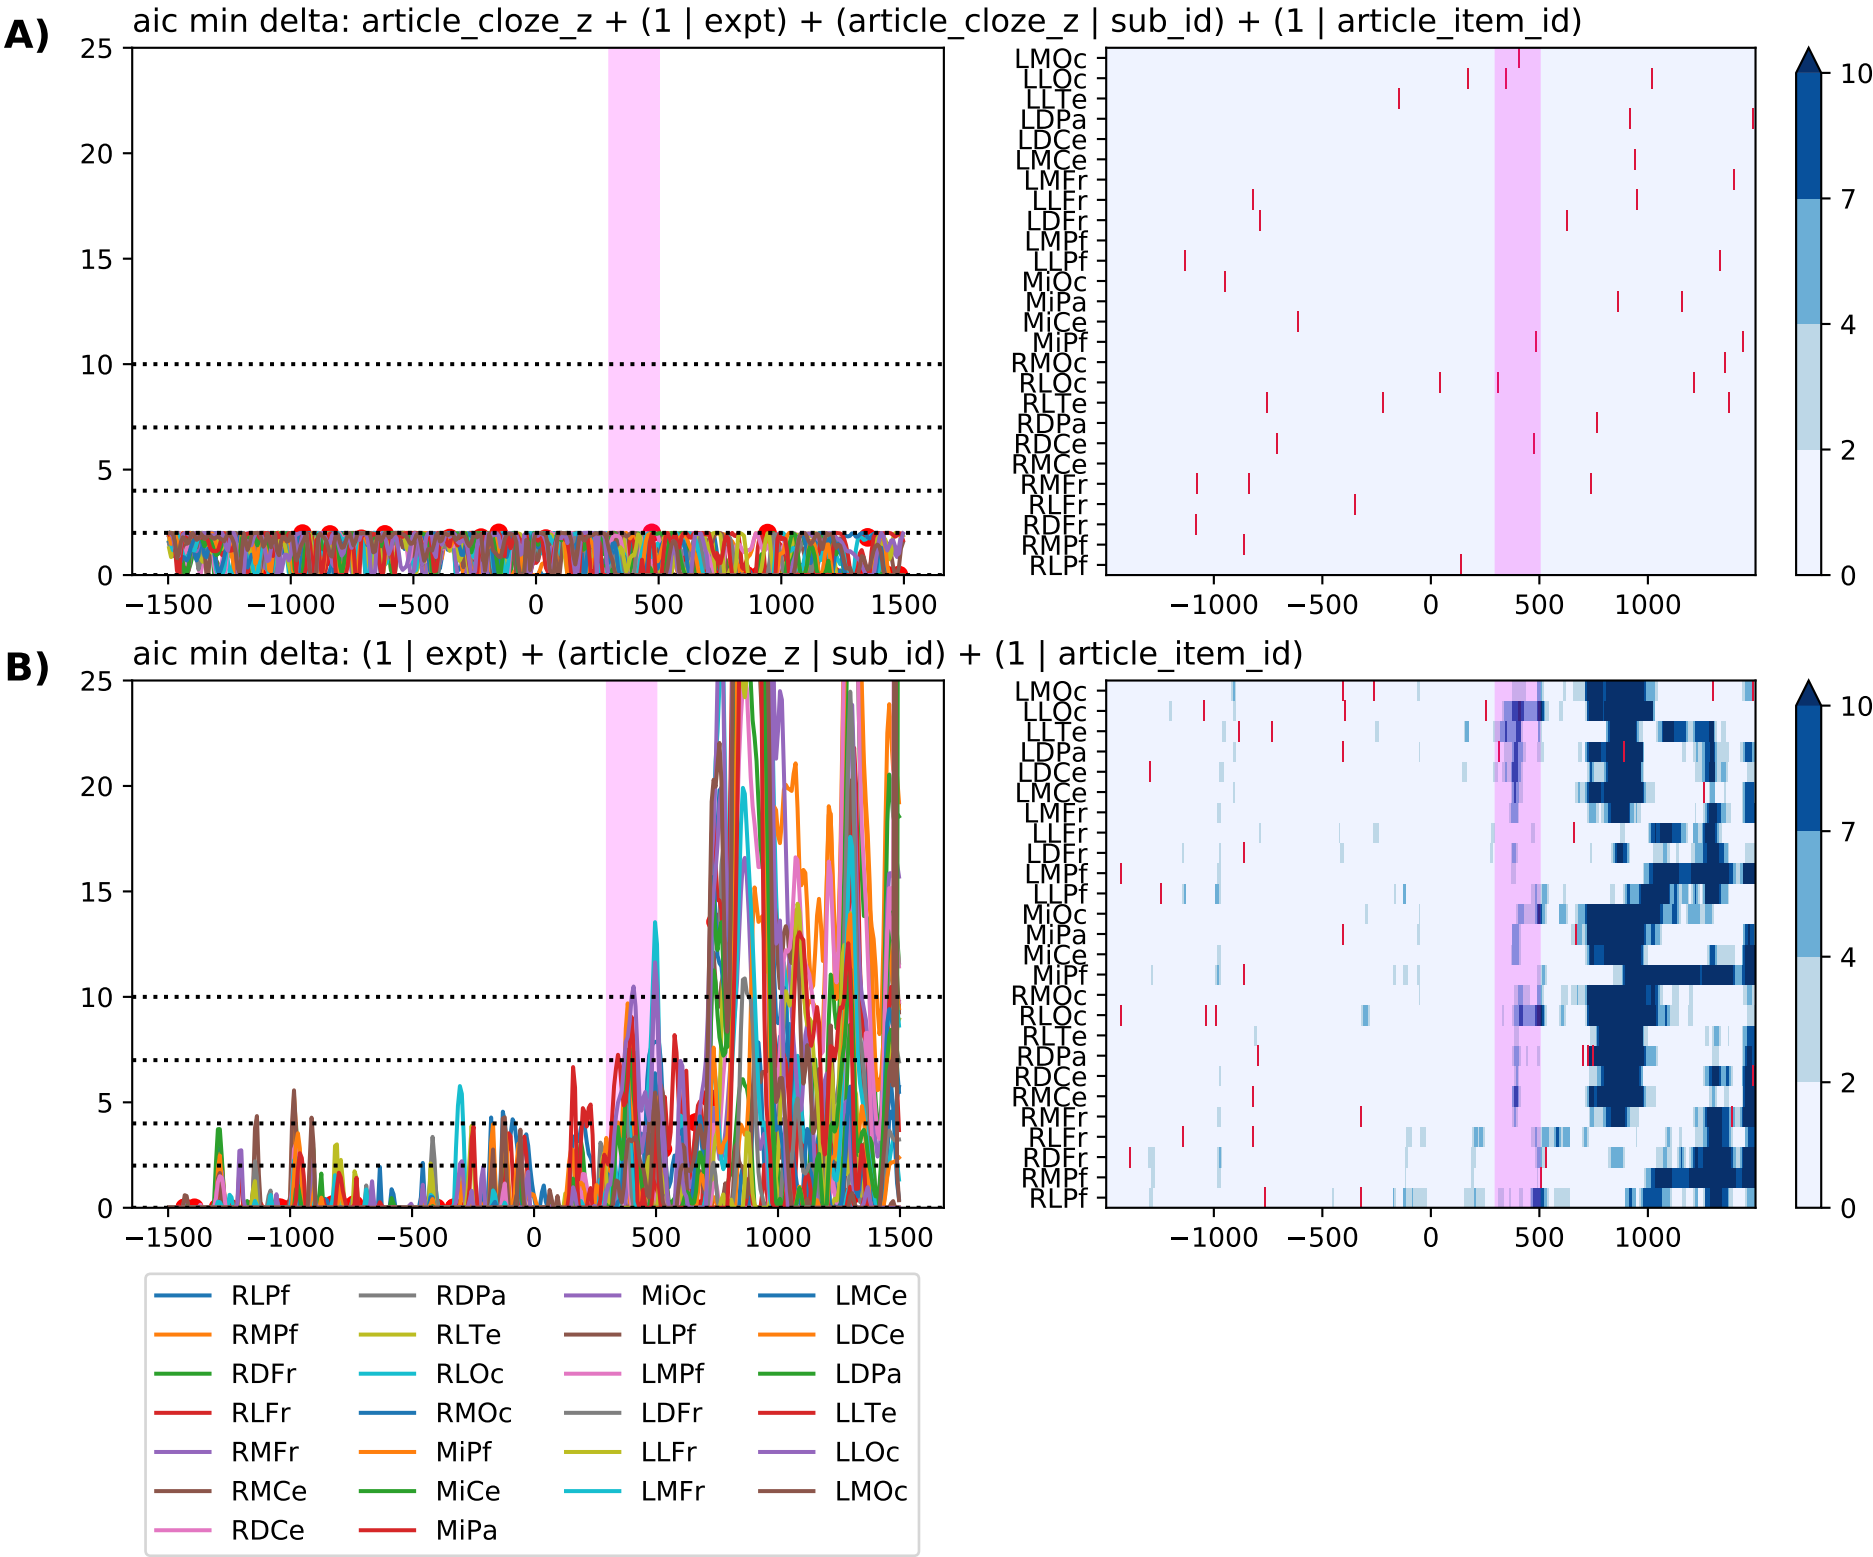 A)
aic min delta: article_cloze_z + (1 | expt) + (article_cloze_z | sub_id) + (1 | article_item_id)
25
20
15
10
5
0
−1500 −1000 −500 0 500 1000 1500
LMOc
LLOc
LLTe
LDPa
LDCe
LMCe
LMFr
LLFr
LDFr
LMPf
LLPf
MiOc
MiPa
MiCe
MiPf
RMOc
RLOc
RLTe
RDPa
RDCe
RMCe
RMFr
RLFr
RDFr
RMPf
RLPf
−1000 −500 0 500 1000
10
7
4
2
0
B)
aic min delta: (1 | expt) + (article_cloze_z | sub_id) + (1 | article_item_id)
25
20
15
10
5
0
−1500 −1000 −500 0 500 1000 1500
LMOc
LLOc
LLTe
LDPa
LDCe
LMCe
LMFr
LLFr
LDFr
LMPf
LLPf
MiOc
MiPa
MiCe
MiPf
RMOc
RLOc
RLTe
RDPa
RDCe
RMCe
RMFr
RLFr
RDFr
RMPf
RLPf
−1000 −500 0 500 1000
10
7
4
2
0
RLPf RDPa MiOc LMCe
RMPf RLTe LLPf LDCe
RDFr RLOc LMPf LDPa
RLFr RMOc LDFr LLTe
RMFr MiPf LLFr LLOc
RMCe MiCe LMFr LMOc
RDCe MiPa